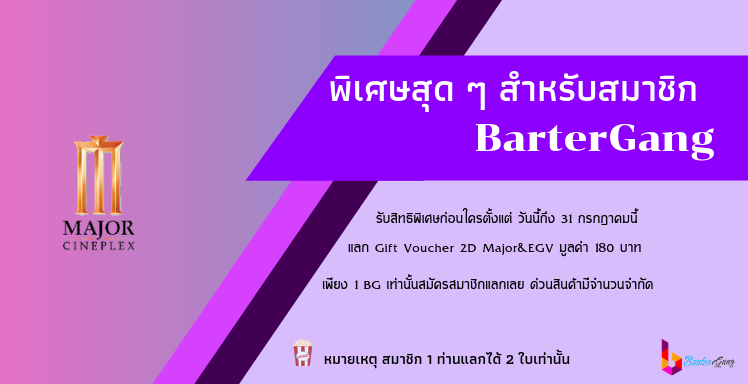 พิเศษสุด ๆ สำหรับสมาชิก
BarterGang
MAJOR
CINEPLEX
รับสิทธิพิเศษก่อนใครตั้งแต่ วันนี้ถึง 31 กรกฎาคมนี้
แลก Gift Voucher 2D Major&EGV มูลค่า 180 บาท
เพียง 1 BG เท่านั้นสมัครสมาชิกแลกเลย ด่วนสินค้ามีจำนวนจำกัด
หมายเหตุ สมาชิก 1 ท่านแลกได้ 2 ใบเท่านั้น
BarterGang